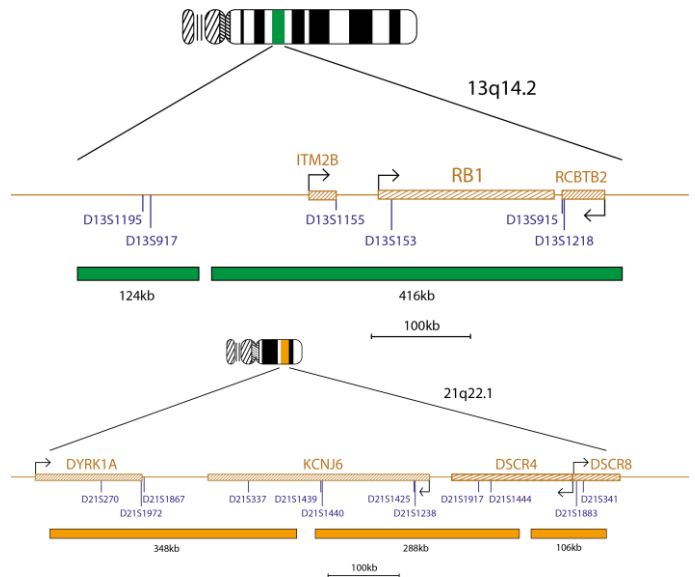 13q14.2
ITM2B RB1 RCBTB2
D13S1195 D13S1155 D13S915
D13S917 D13S153 D13S1218
124kb 416kb
100kb
21q22.1
DYRK1A KCNJ6 DSCR4 DSCR8
D21S270 D21S1867 D21S337 D21S1439 D21S1425 D21S1917 D21S1444 D21S341
D21S1972 D21S1440 D21S1238 D21S1883
348kb 288kb 106kb
100kb